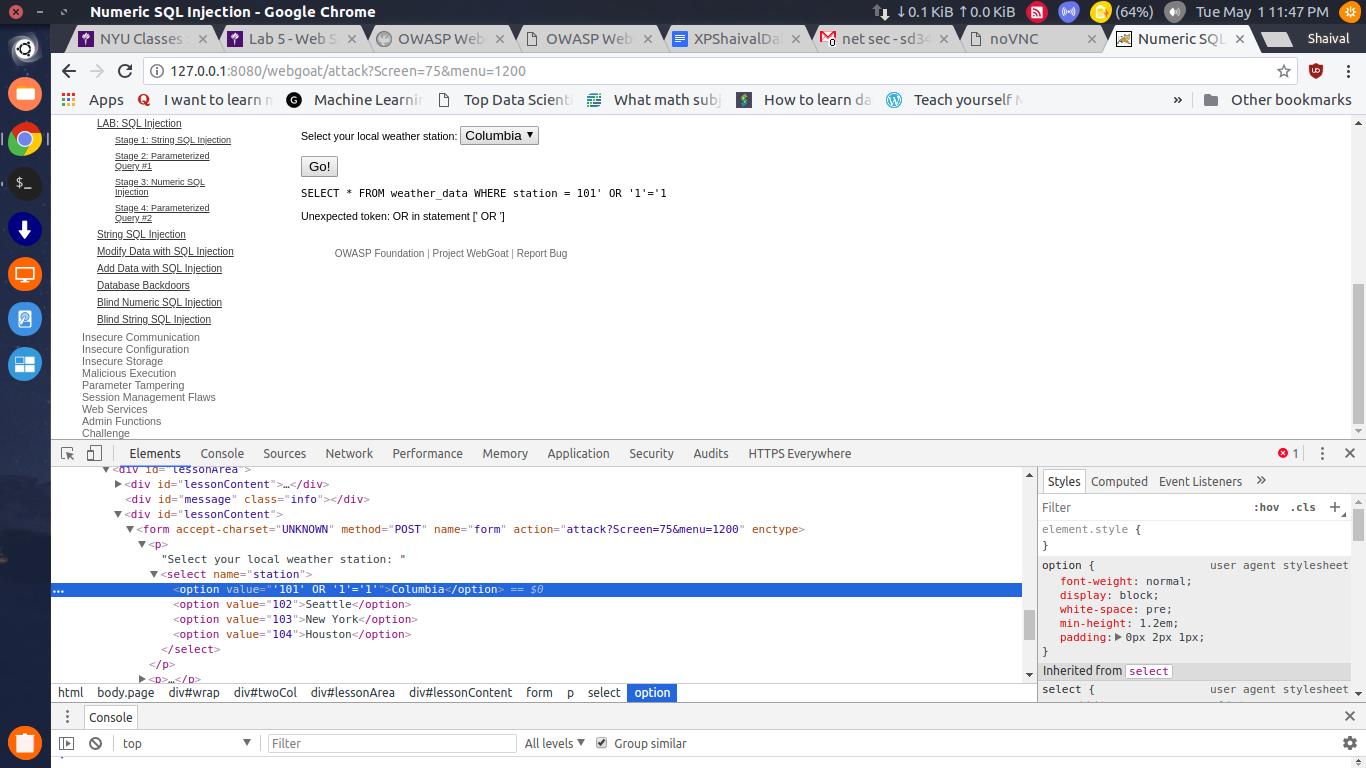 Numeric SQL Injection - Google Chrome
↓0.1 KiB ↑0.0 KiB (64%) Tue May 1 11:47 PM
NYU Classes × Lab 5 - Web S × OWASP Web × OWASP Web × XPShaivalDal × net sec - sd34 × noVNC × Numeric SQL × Shaival
127.0.0.1:8080/webgoat/attack?Screen=75&menu=1200
Apps I want to learn Machine Learnin Top Data Scienti What math subj How to learn da Teach yourself » Other bookmarks
LAB: SQL Injection
Stage 1: String SQL Injection
Stage 2: Parameterized
Query #1
Stage 3: Numeric SQL
Injection
Stage 4: Parameterized
Query #2
String SQL Injection
Modify Data with SQL Injection
Add Data with SQL Injection
Database Backdoors
Blind Numeric SQL Injection
Blind String SQL Injection
Insecure Communication
Insecure Configuration
Insecure Storage
Malicious Execution
Parameter Tampering
Session Management Flaws
Web Services
Admin Functions
Challenge
Select your local weather station: Columbia ▼
Go!
SELECT * FROM weather_data WHERE station = 101' OR '1'='1
Unexpected token: OR in statement [' OR ']
OWASP Foundation | Project WebGoat | Report Bug
Elements Console Sources Network Performance Memory Application Security Audits HTTPS Everywhere 1
▼<div id="lessonArea">
▶<div id="lessonContent">…</div>
<div id="message" class="info"></div>
▼<div id="lessonContent">
▼<form accept-charset="UNKNOWN" method="POST" name="form" action="attack?Screen=75&menu=1200" enctype>
▼<p>
"Select your local weather station: "
▼<select name="station">
<option value="'101' OR '1'='1'">Columbia</option> == $0
<option value="102">Seattle</option>
<option value="103">New York</option>
<option value="104">Houston</option>
</select>
</p>
▶<p>…</p>
html body.page div#wrap div#twoCol div#lessonArea div#lessonContent form p select option
Styles Computed Event Listeners »
Filter :hov .cls +
element.style {
}
option { user agent stylesheet
font-weight: normal;
display: block;
white-space: pre;
min-height: 1.2em;
padding:▶0px 2px 1px;
}
Inherited from select
select { user agent stylesheet
Console
top ▼ Filter All levels ▼ Group similar